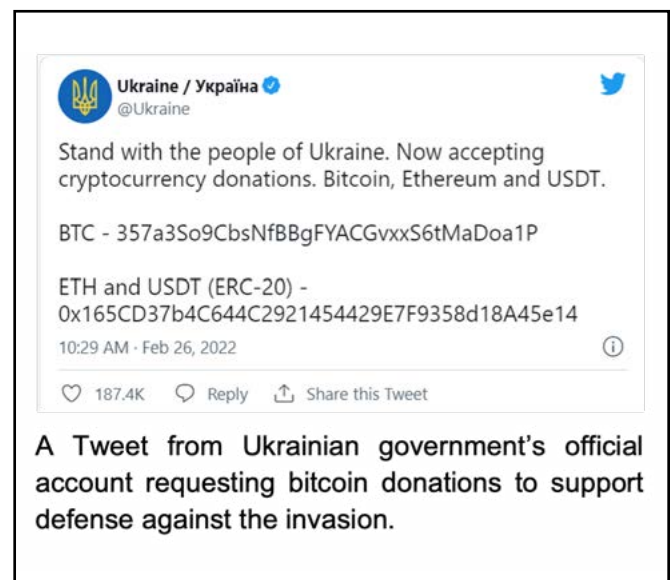 Ukraine / Україна
@Ukraine
Stand with the people of Ukraine. Now accepting
cryptocurrency donations. Bitcoin, Ethereum and USDT.
BTC - 357a3So9CbsNfBBgFYACGvxxS6tMaDoa1P
ETH and USDT (ERC-20) -
0x165CD37b4C644C2921454429E7F9358d18A45e14
10:29 AM · Feb 26, 2022
187.4K Reply Share this Tweet
A Tweet from Ukrainian government’s official
account requesting bitcoin donations to support
defense against the invasion.